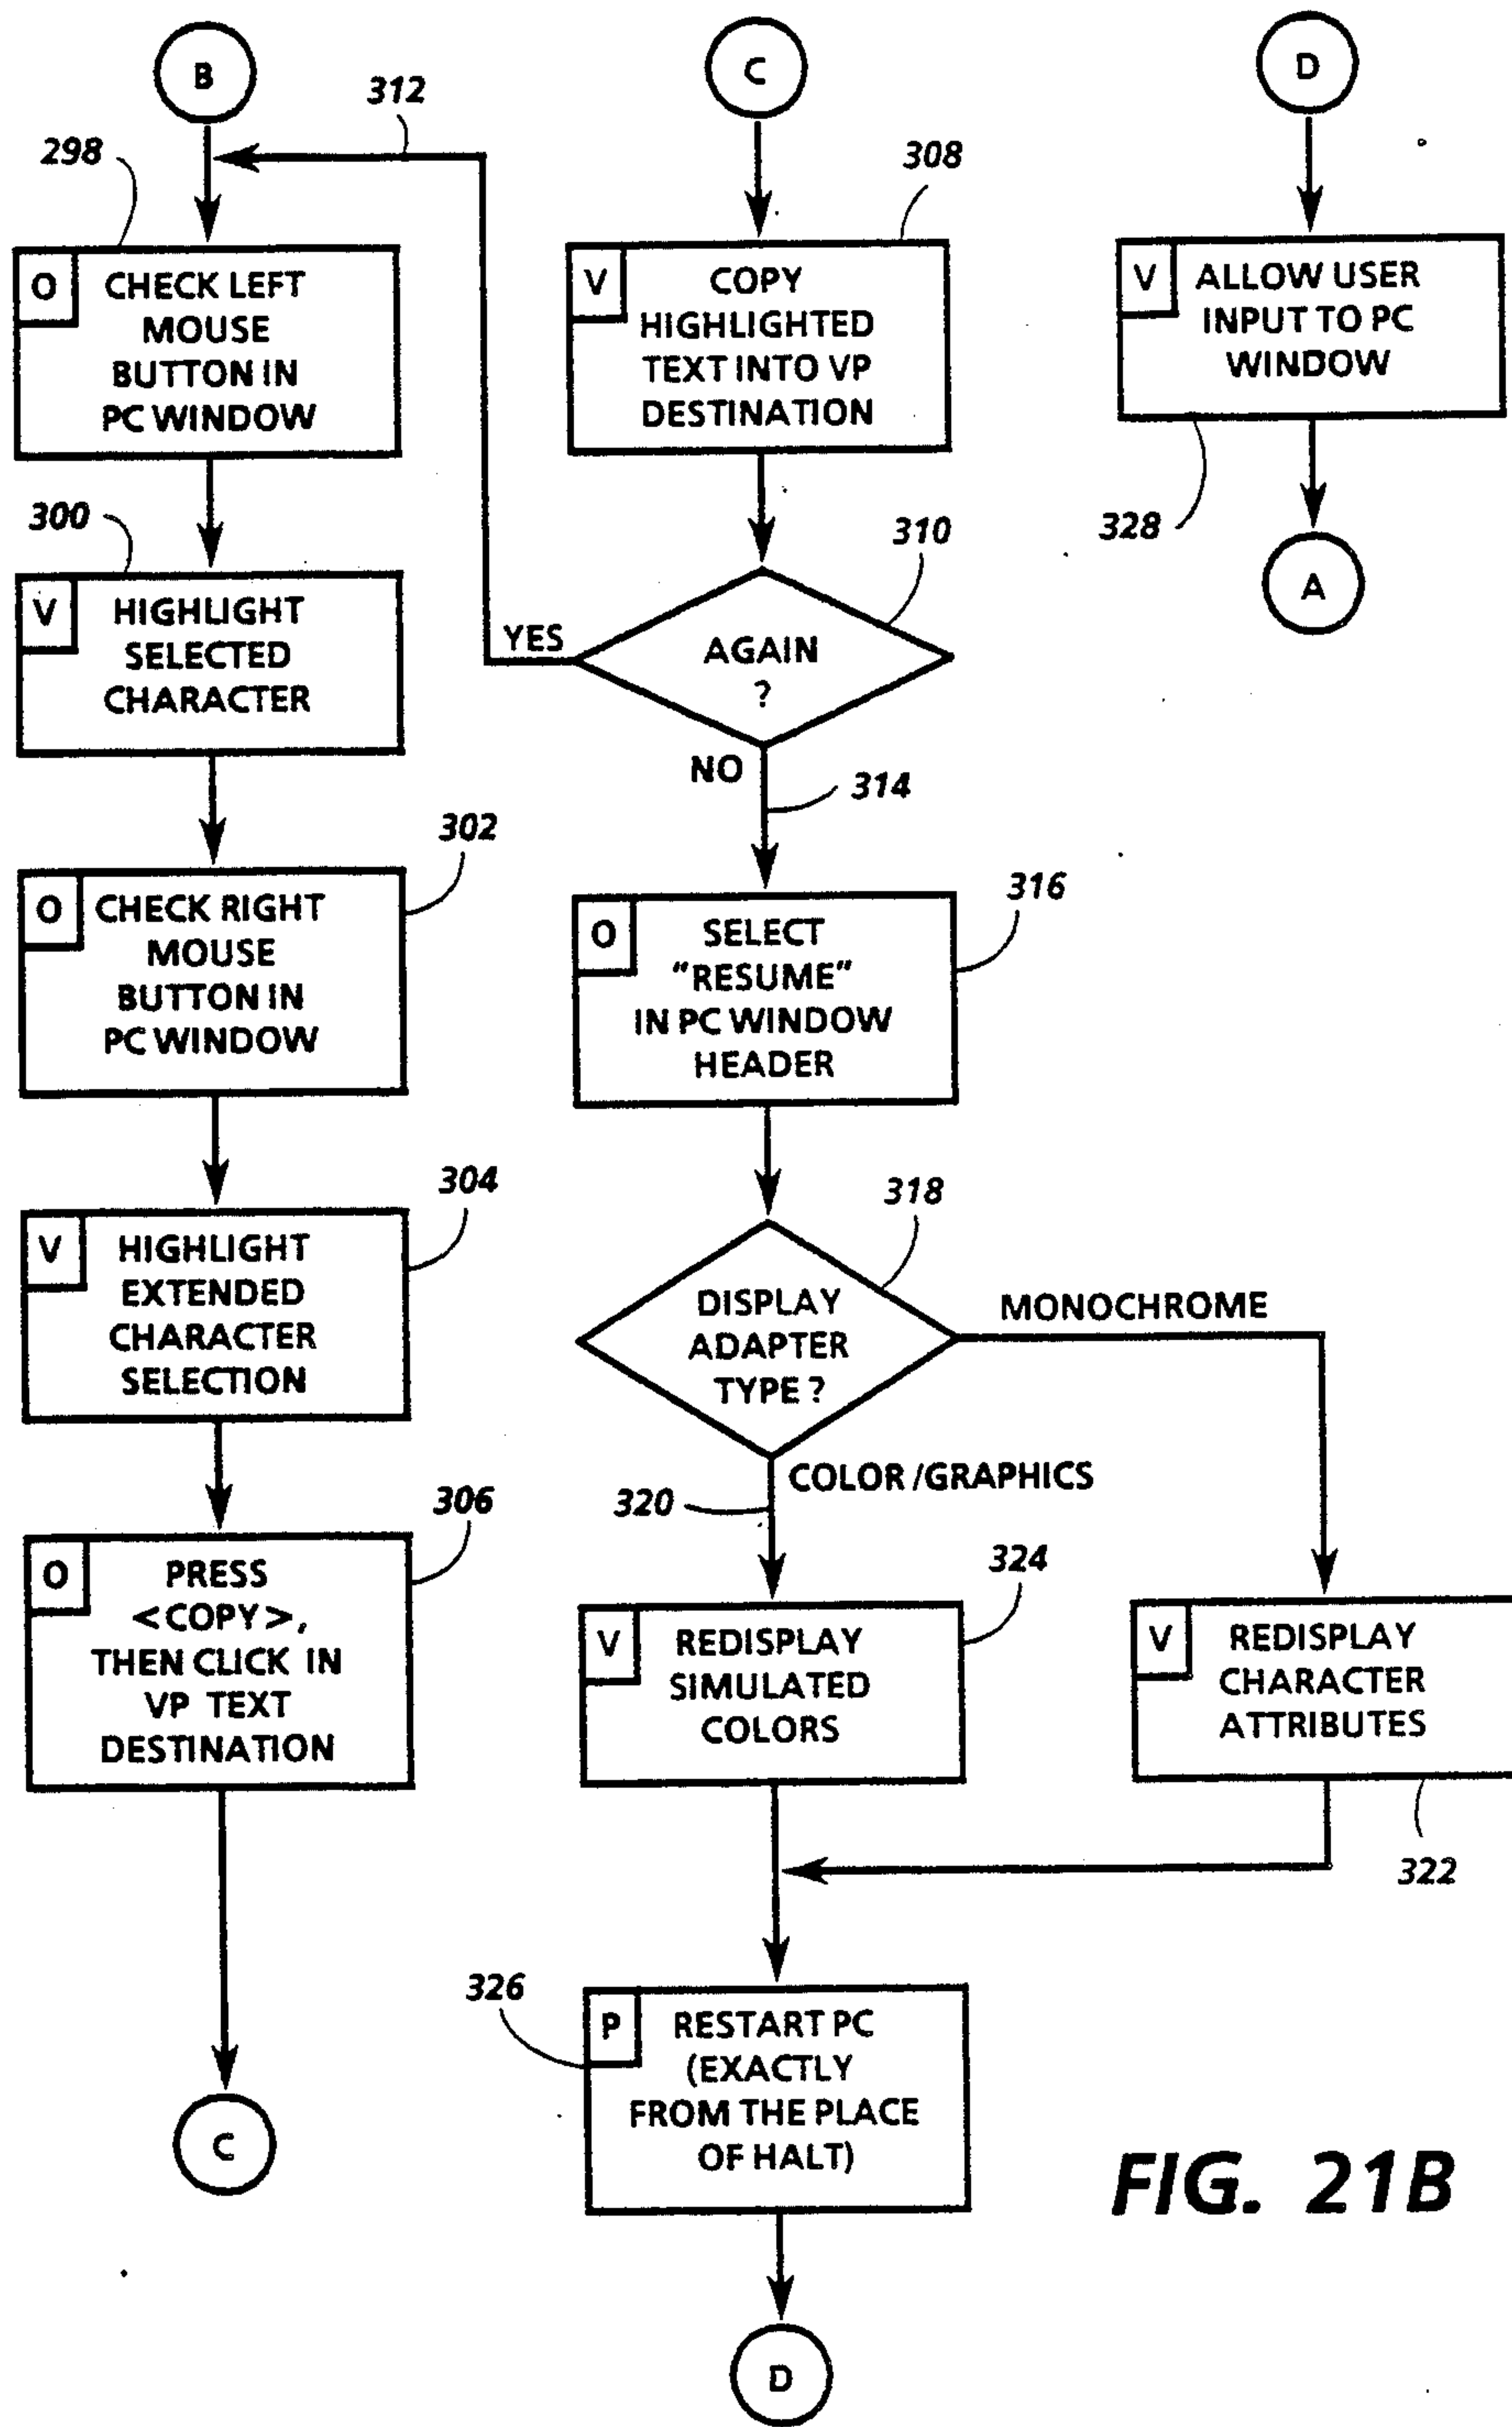 B
312
298
O
CHECK LEFT
MOUSE
BUTTON IN
PC WINDOW
300
V
HIGHLIGHT
SELECTED
CHARACTER
302
O
CHECK RIGHT
MOUSE
BUTTON IN
PC WINDOW
304
V
HIGHLIGHT
EXTENDED
CHARACTER
SELECTION
306
O
PRESS
<COPY>,
THEN CLICK IN
VP TEXT
DESTINATION
C
C
308
V
COPY
HIGHLIGHTED
TEXT INTO VP
DESTINATION
310
YES
AGAIN
?
NO
314
316
O
SELECT
"RESUME"
IN PC WINDOW
HEADER
318
DISPLAY
ADAPTER
TYPE ?
MONOCHROME
COLOR /GRAPHICS
320
324
V
REDISPLAY
SIMULATED
COLORS
V
REDISPLAY
CHARACTER
ATTRIBUTES
322
326
P
RESTART PC
(EXACTLY
FROM THE PLACE
OF HALT)
D
D
V
ALLOW USER
INPUT TO PC
WINDOW
328
A
FIG. 21B